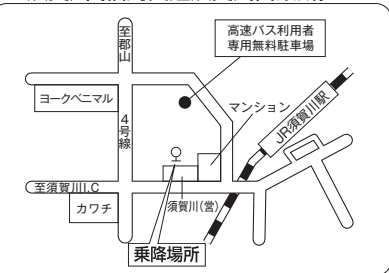 至郡山
高速バス利用者
専用無料駐車場
ヨークベニマル
4号線
マンション
JR須賀川駅
至須賀川I.C
須賀川(営)
カワチ
乗降場所